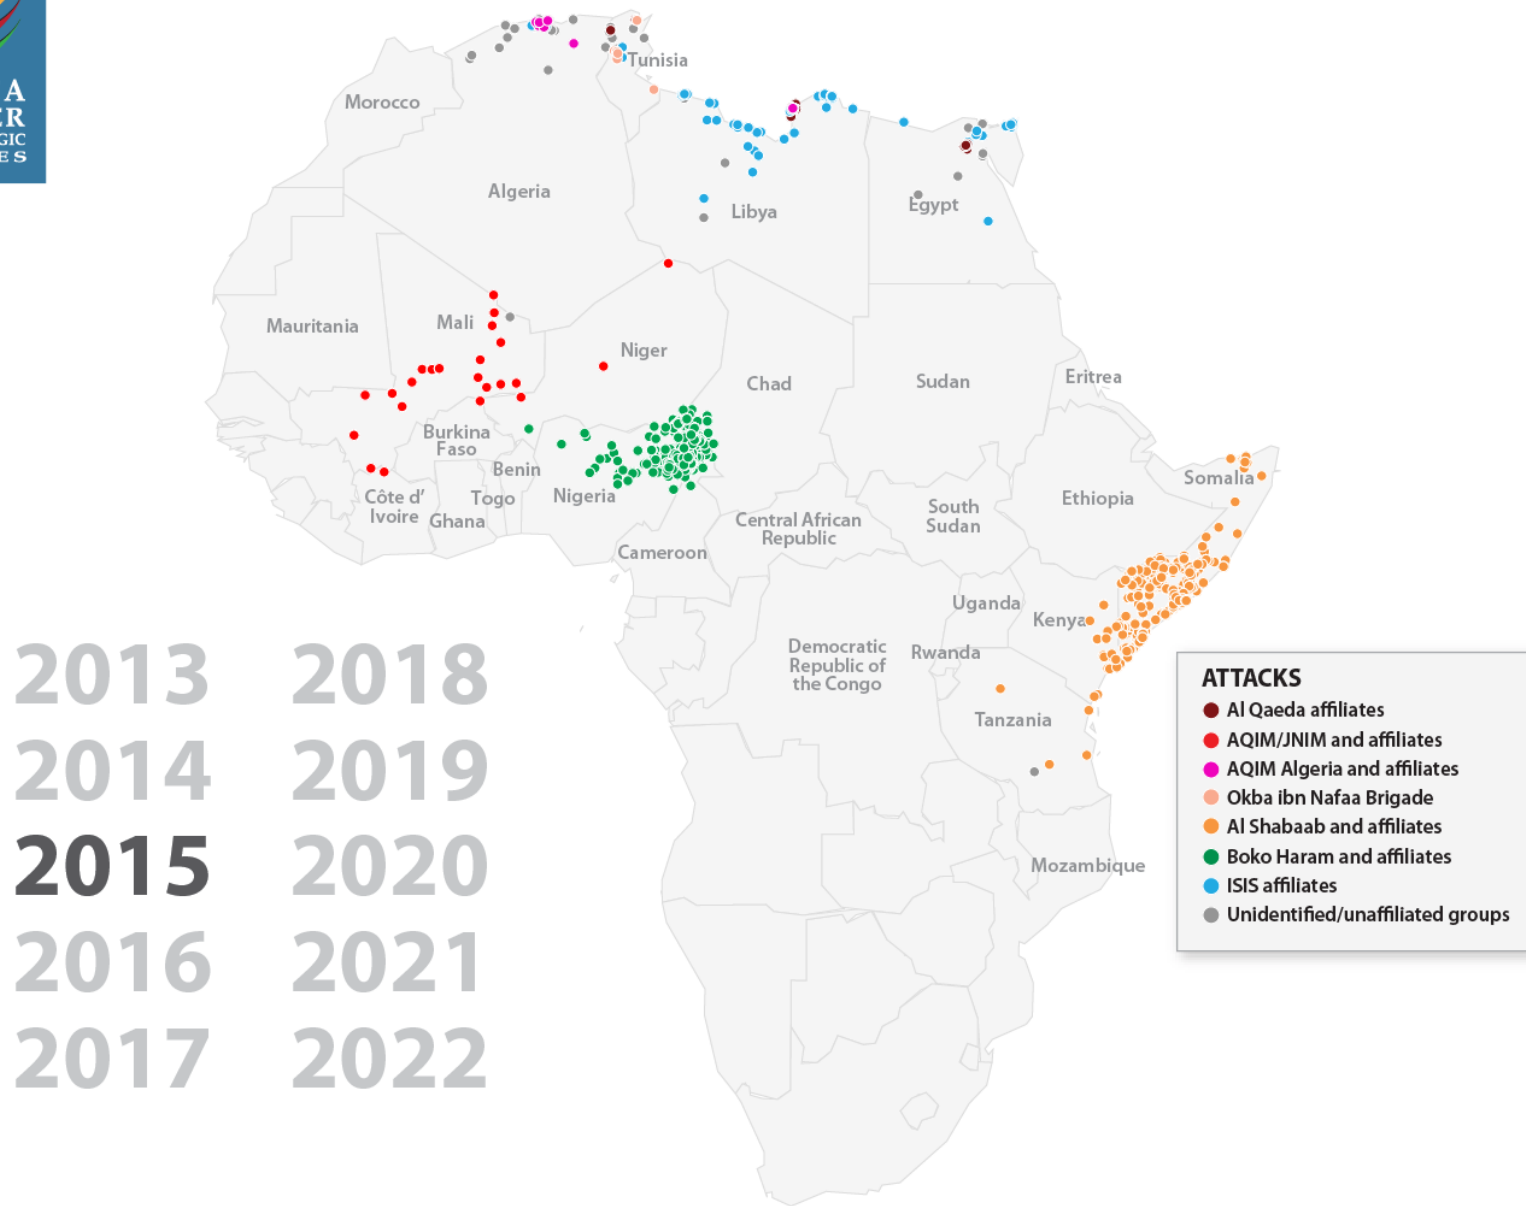 A
ER
GIC
ES
Tunisia
Morocco
Algeria
Libya
Egypt
Mauritania
Mali
Niger
Chad
Sudan
Eritrea
Burkina
Faso
Benin
Togo
Nigeria
Côte d’
Ivoire
Ghana
Cameroon
Central African
Republic
South
Sudan
Ethiopia
Somalia
Uganda
Kenya
Rwanda
Democratic
Republic of
the Congo
Tanzania
Mozambique
2013 2018
2014 2019
2015 2020
2016 2021
2017 2022
ATTACKS
Al Qaeda affiliates
AQIM/JNIM and affiliates
AQIM Algeria and affiliates
Okba ibn Nafaa Brigade
Al Shabaab and affiliates
Boko Haram and affiliates
ISIS affiliates
Unidentified/unaffiliated groups